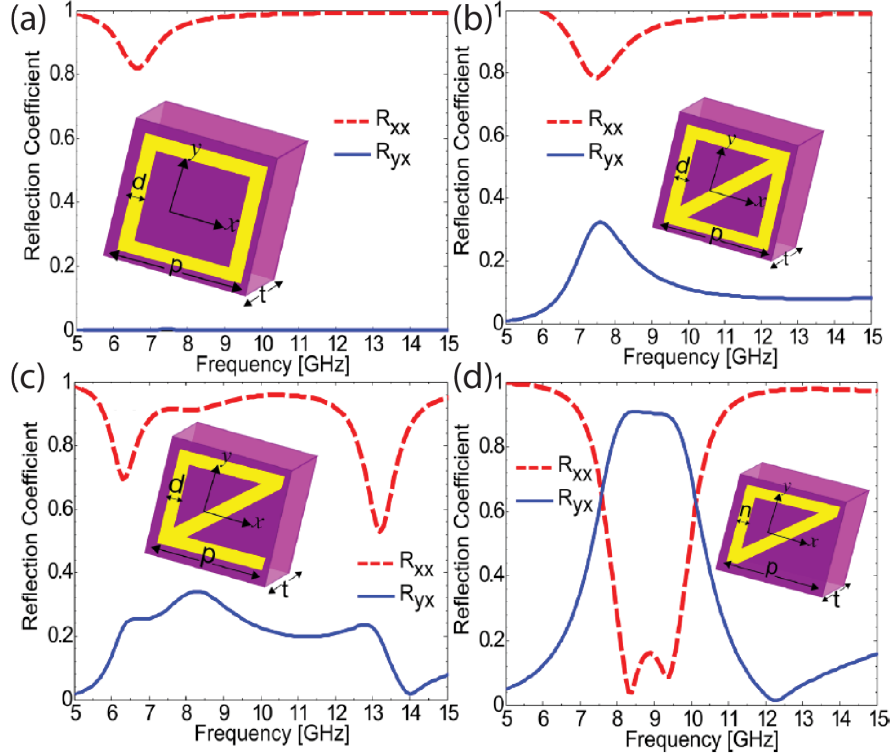 (a)
Reflection Coefficient
1
0.8
0.6
0.4
0.2
0
R xx
R yx
y
x
d
p
t
5 6 7 8 9 10 11 12 13 14 15
Frequency [GHz]
(b)
Reflection Coefficient
1
0.8
0.6
0.4
0.2
0
R xx
R yx
y
x
d
p
t
5 6 7 8 9 10 11 12 13 14 15
Frequency [GHz]
(c)
Reflection Coefficient
1
0.8
0.6
0.4
0.2
0
y
x
d
p
t
R xx
R yx
5 6 7 8 9 10 11 12 13 14 15
Frequency [GHz]
(d)
Reflection Coefficient
1
0.8
0.6
0.4
0.2
0
R xx
R yx
y
x
n
p
t
5 6 7 8 9 10 11 12 13 14 15
Frequency [GHz]